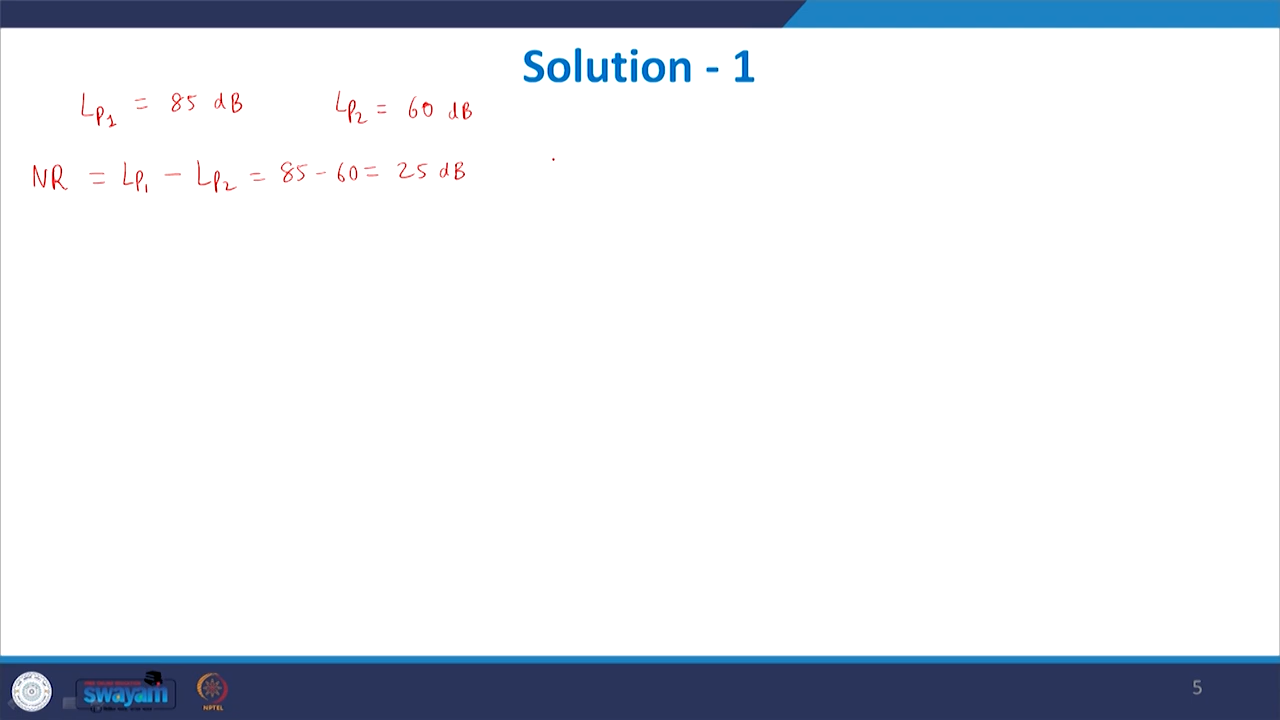 Solution - 1
Lp1 = 85 dB Lp2 = 60 dB
NR = Lp1 - Lp2 = 85 - 60 = 25 dB
swayam
NPTEL
5